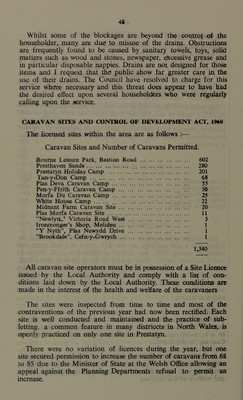 48
Whilst some of the blockages are beyond the control of the
householder, many are due to misuse of the drains. Obstructions
are frequently found to be caused by sanitary towels, toys, solid
matters such as wood and stones, newspaper, excessive grease and
in particular disposable nappies. Drains are not designed for those
items and I request that the public show far greater care in the
use of their drains. The Council have resolved to charge for this
service where necessary and this threat does appear to have had
the desired effect upon several householders who were regularly
calling upon the service.
CARAVAN SITES AND CONTROL OF DEVELOPMENT ACT, 1960
The licensed sites within the area are as follows :—
Caravan Sites and Number of Caravans Permitted.
Bourne Leisure Park, Bastion Road 602
Presthaven Sands 280
Prestatyn Holiday Camp 201
Tan-y-Don Camp 68
Plas Deva Caravan Camp 55
Pen-y-Ffrith Caravan Camp 50
Morfa Du Caravan Camp 25
White House Camp 22
Midnant Farm Caravan Site 20
Plas Morfa Caravan Site 11
"Newlyn," Victoria Road West 3
Ironmonger's Shop, Meliden 1
"Y Nyth", Plas Newydd Drive 1
"Brookdale", Cefn-y-Gwrych 1
1,340
All caravan site operators must be in possession of a Site Licence
issued by the Local Authority and comply with a list of con-
ditions laid down by the Local Authority. These conditions are
made in the interest of the health and welfare of the caravaners
The sites were inspected from time to time and most of the
contraventions of the previous year had now been rectified. Each
site is well conducted and maintained and the practice of sub-
letting, a common feature in many districts in North Wales, is
openly practiced on only one site in Prestatyn.
There were no variation of licences during the year, but one
site secured permission to increase the number of caravans from 68
to 85 due to the Minister of State at the Welsh Office allowing an
appeal against the Planning Departments refusal to permit an
increase.